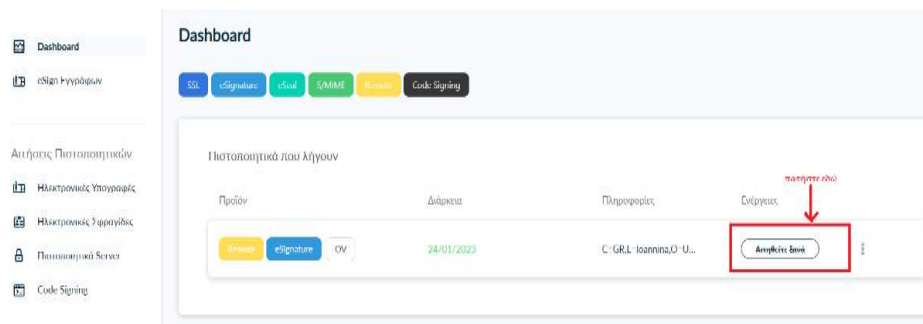 Dashboard
eSign Εγγράφων
Αιτήσεις Πιστοποιητικών
Ηλεκτρονικές Υπογραφές
Ηλεκτρονικές Σφραγίδες
Πιστοποιητικά Server
Code Signing
Dashboard
SSL eSignature eSeal S/MIME Remote Code Signing
Πιστοποιητικά που λήγουν
πατήστε εδώ
Προϊόν Διάρκεια Πληροφορίες Ενέργειες
Remote eSignature OV 24/01/2023 C=GR,L=Ioannina,O=U... Αιτηθείτε ξανά